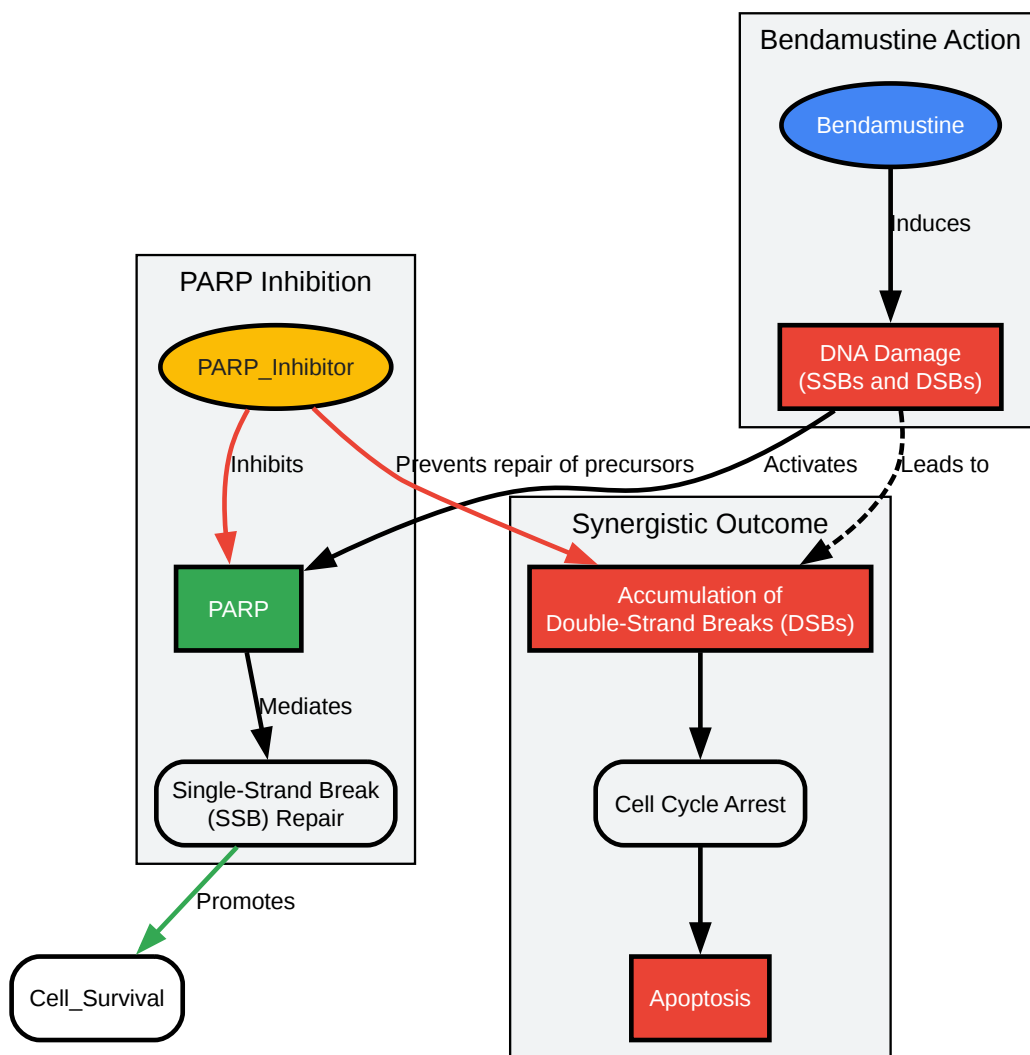 Bendamustine Action
Bendamustine
Induces
PARP Inhibition
DNA Damage
(SSBs and DSBs)
PARP_Inhibitor
Inhibits
Prevents repair of precursors
Activates
Leads to
Synergistic Outcome
PARP
Accumulation of
Double-Strand Breaks (DSBs)
Mediates
Single-Strand Break
(SSB) Repair
Cell Cycle Arrest
Promotes
Cell_Survival
Apoptosis